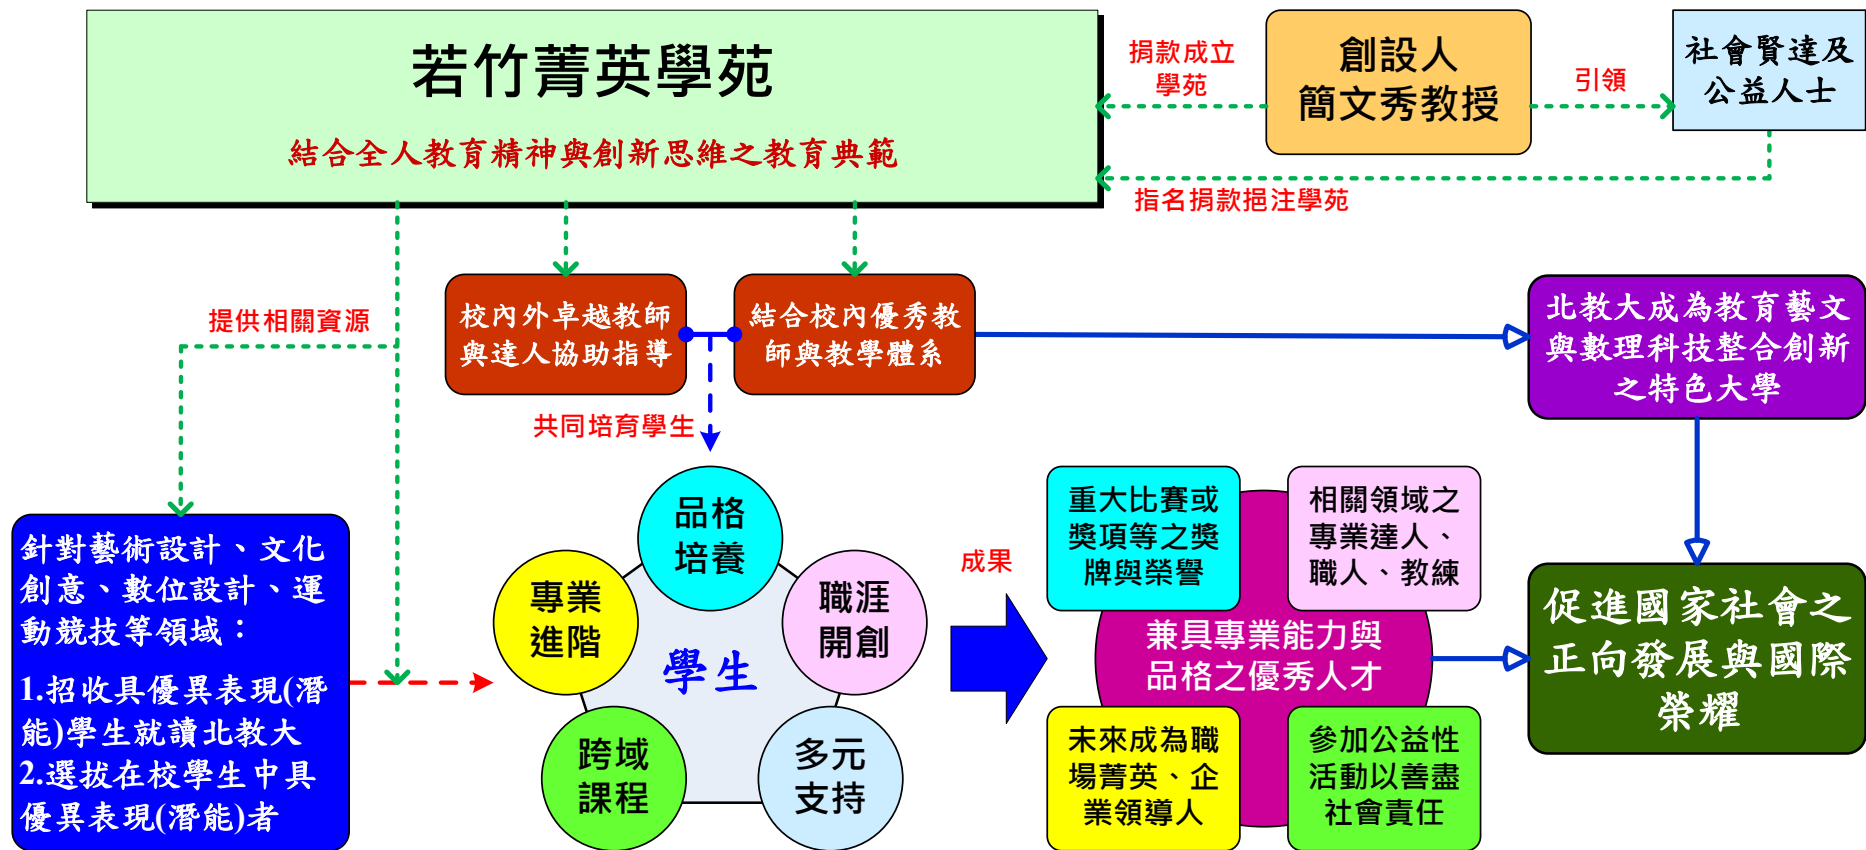 若竹菁英學苑
結合全人教育精神與創新思維之教育典範
捐款成立
學苑
創設人
簡文秀教授
引領
社會賢達及
公益人士
指名捐款挹注學苑
提供相關資源
校內外卓越教師
與達人協助指導
結合校內優秀教
師與教學體系
北教大成為教育藝文
與數理科技整合創新
之特色大學
共同培育學生
針對藝術設計、文化
創意、數位設計、運
動競技等領域：
1.招收具優異表現(潛
能)學生就讀北教大
2.選拔在校學生中具
優異表現(潛能)者
品格
培養
專業
進階
職涯
開創
學生
跨域
課程
多元
支持
成果
重大比賽或
獎項等之獎
牌與榮譽
相關領域之
專業達人、
職人、教練
兼具專業能力與
品格之優秀人才
未來成為職
場菁英、企
業領導人
參加公益性
活動以善盡
社會責任
促進國家社會之
正向發展與國際
榮耀